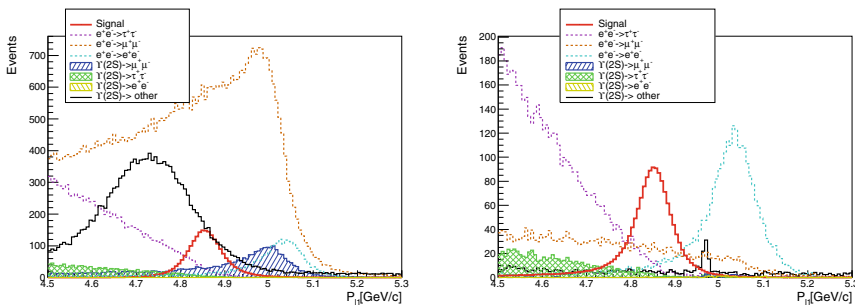 Signal
e⁺e⁻->τ⁺τ⁻
e⁺e⁻->μ⁺μ⁻
e⁺e⁻->e⁺e⁻
ϒ(2S)->μ⁺μ⁻
ϒ(2S)->τ⁺τ⁻
ϒ(2S)->e⁺e⁻
ϒ(2S)-> other
Events
700
600
500
400
300
200
100
0
4.5 4.6 4.7 4.8 4.9 5 5.1 5.2 5.3
[GeV/c]
Signal
e⁺e⁻->τ⁺τ⁻
e⁺e⁻->μ⁺μ⁻
e⁺e⁻->e⁺e⁻
ϒ(2S)->μ⁺μ⁻
ϒ(2S)->τ⁺τ⁻
ϒ(2S)->e⁺e⁻
ϒ(2S)-> other
Events
200
180
160
140
120
100
80
60
40
20
0
4.5 4.6 4.7 4.8 4.9 5 5.1 5.2 5.3
[GeV/c]